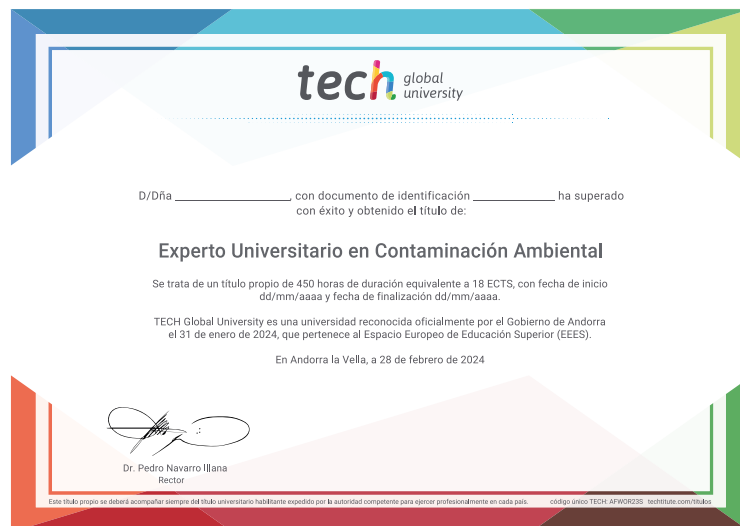 tech global
university
D/Dña ______________, con documento de identificación __________ ha superado
con éxito y obtenido el título de:
Experto Universitario en Contaminación Ambiental
Se trata de un título propio de 450 horas de duración equivalente a 18 ECTS, con fecha de inicio
dd/mm/aaaa y fecha de finalización dd/mm/aaaa.
TECH Global University es una universidad reconocida oficialmente por el Gobierno de Andorra
el 31 de enero de 2024, que pertenece al Espacio Europeo de Educación Superior (EEES).
En Andorra la Vella, a 28 de febrero de 2024
Dr. Pedro Navarro Illana
Rector
Este título propio se deberá acompañar siempre del título universitario habilitante expedido por la autoridad competente para ejercer profesionalmente en cada país. código único TECH: AFWOR23S techtitute.com/titulos